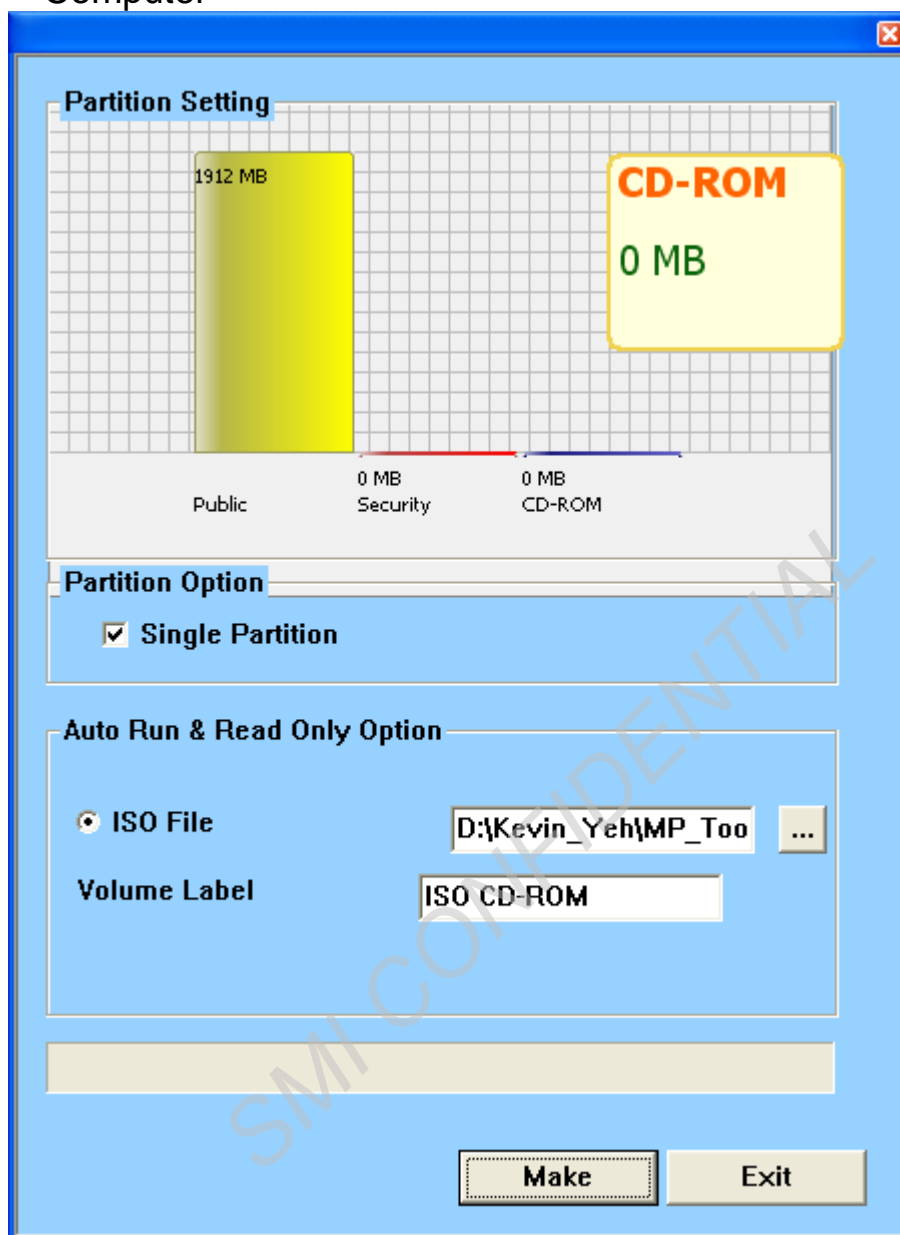 Computer
Partition Setting
1912 MB
CD-ROM
0 MB
0 MB
0 MB
Public
Security
CD-ROM
Partition Option
Single Partition
Auto Run & Read Only Option
ISO File
D:\Kevin_Yeh\MP_Too
...
Volume Label
ISO CD-ROM
SMI CONFIDENTIAL
Make
Exit